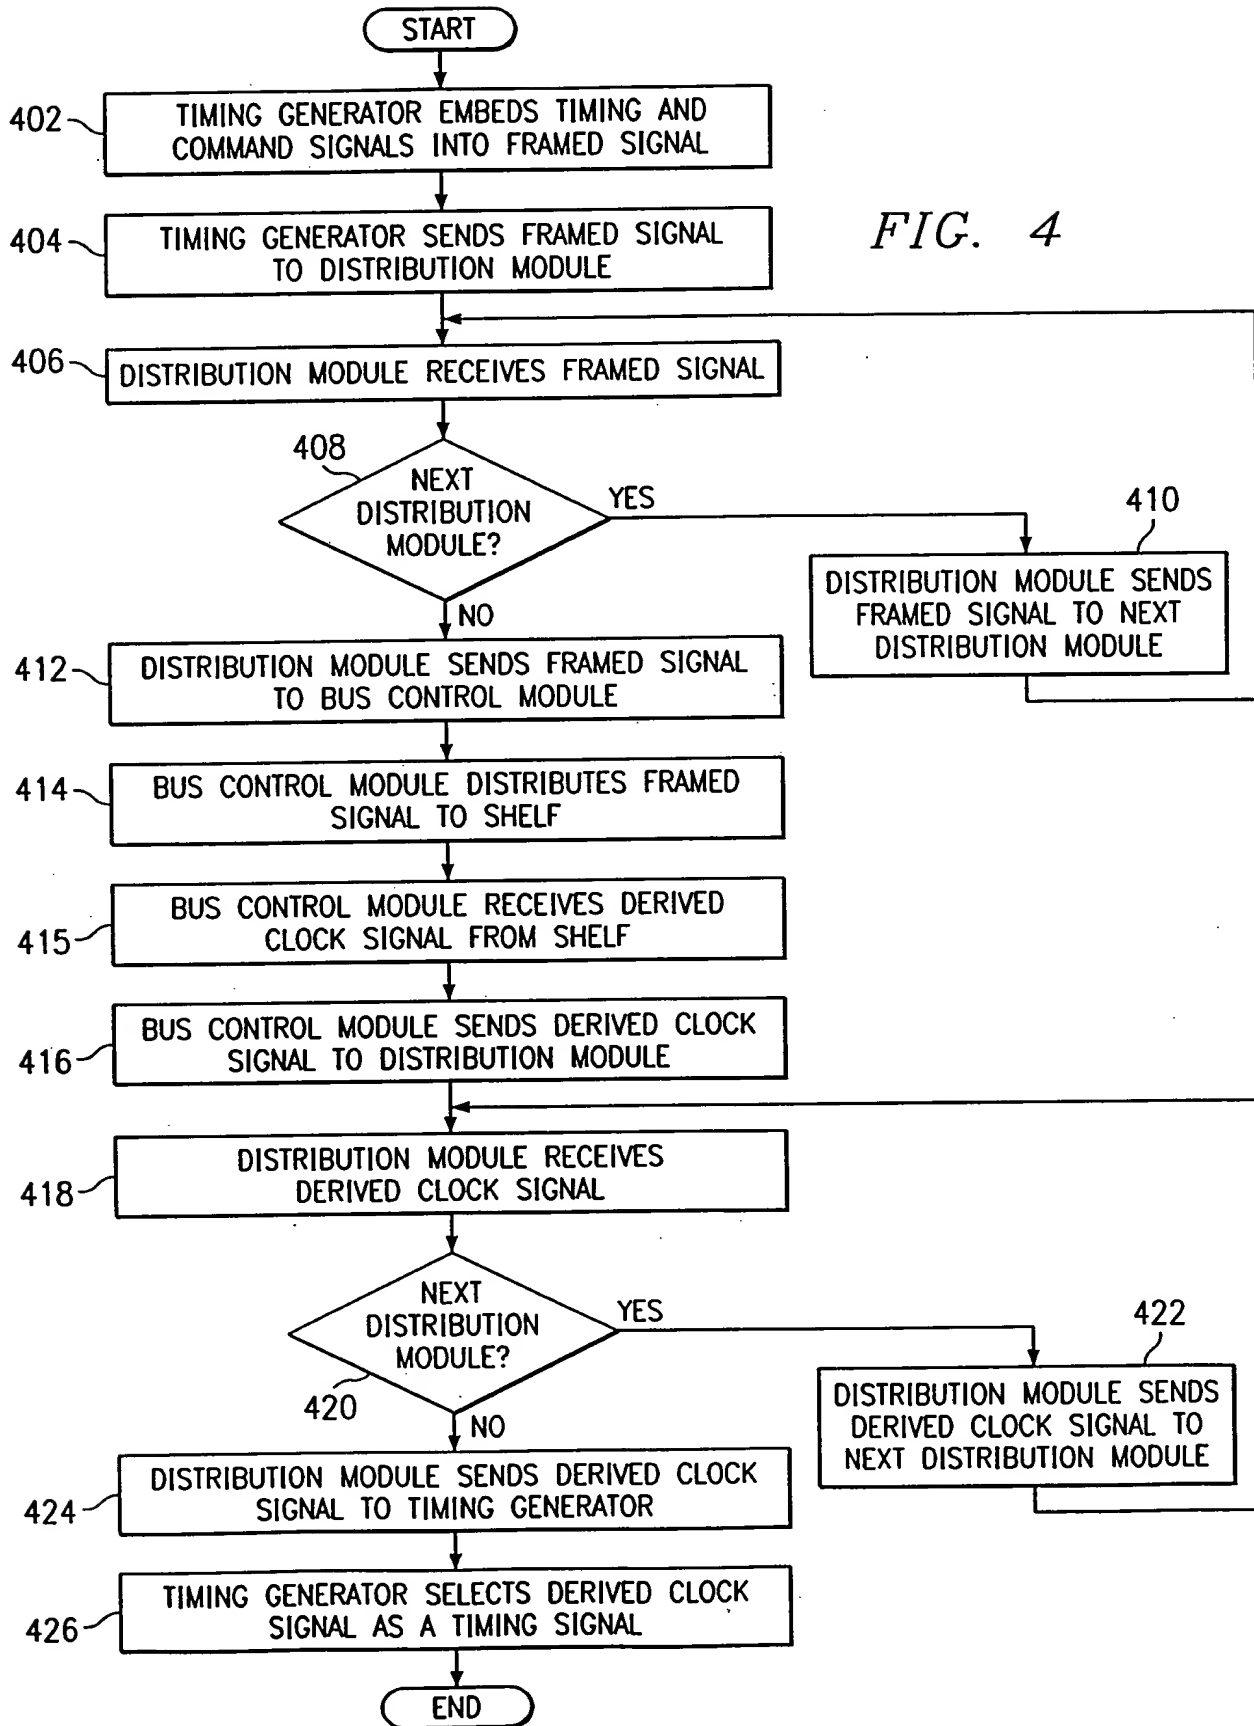 START
402
TIMING GENERATOR EMBEDS TIMING AND
COMMAND SIGNALS INTO FRAMED SIGNAL
404
TIMING GENERATOR SENDS FRAMED SIGNAL
TO DISTRIBUTION MODULE
FIG. 4
406
DISTRIBUTION MODULE RECEIVES FRAMED SIGNAL
408
NEXT
DISTRIBUTION
MODULE?
YES
NO
410
DISTRIBUTION MODULE SENDS
FRAMED SIGNAL TO NEXT
DISTRIBUTION MODULE
412
DISTRIBUTION MODULE SENDS FRAMED SIGNAL
TO BUS CONTROL MODULE
414
BUS CONTROL MODULE DISTRIBUTES FRAMED
SIGNAL TO SHELF
415
BUS CONTROL MODULE RECEIVES DERIVED
CLOCK SIGNAL FROM SHELF
416
BUS CONTROL MODULE SENDS DERIVED CLOCK
SIGNAL TO DISTRIBUTION MODULE
418
DISTRIBUTION MODULE RECEIVES
DERIVED CLOCK SIGNAL
NEXT
DISTRIBUTION
MODULE?
420
YES
NO
422
DISTRIBUTION MODULE SENDS
DERIVED CLOCK SIGNAL TO
NEXT DISTRIBUTION MODULE
424
DISTRIBUTION MODULE SENDS DERIVED CLOCK
SIGNAL TO TIMING GENERATOR
426
TIMING GENERATOR SELECTS DERIVED CLOCK
SIGNAL AS A TIMING SIGNAL
END